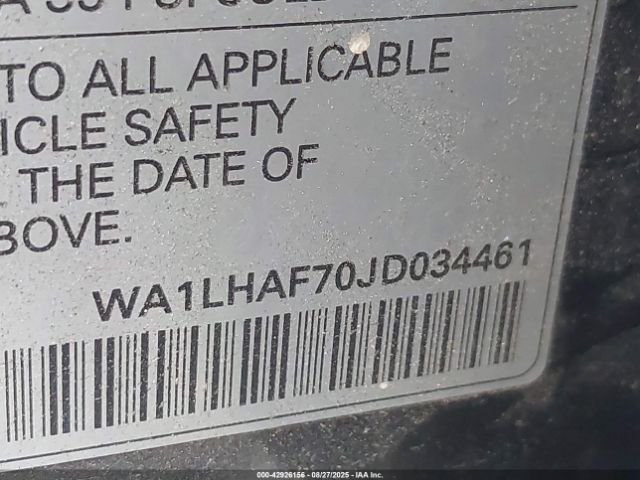 TO ALL APPLICABLE
ICLE SAFETY
THE DATE OF
BOVE.
WA1LHAF70JD034461
000-42926156 - 08/27/2025 - IAA Inc.